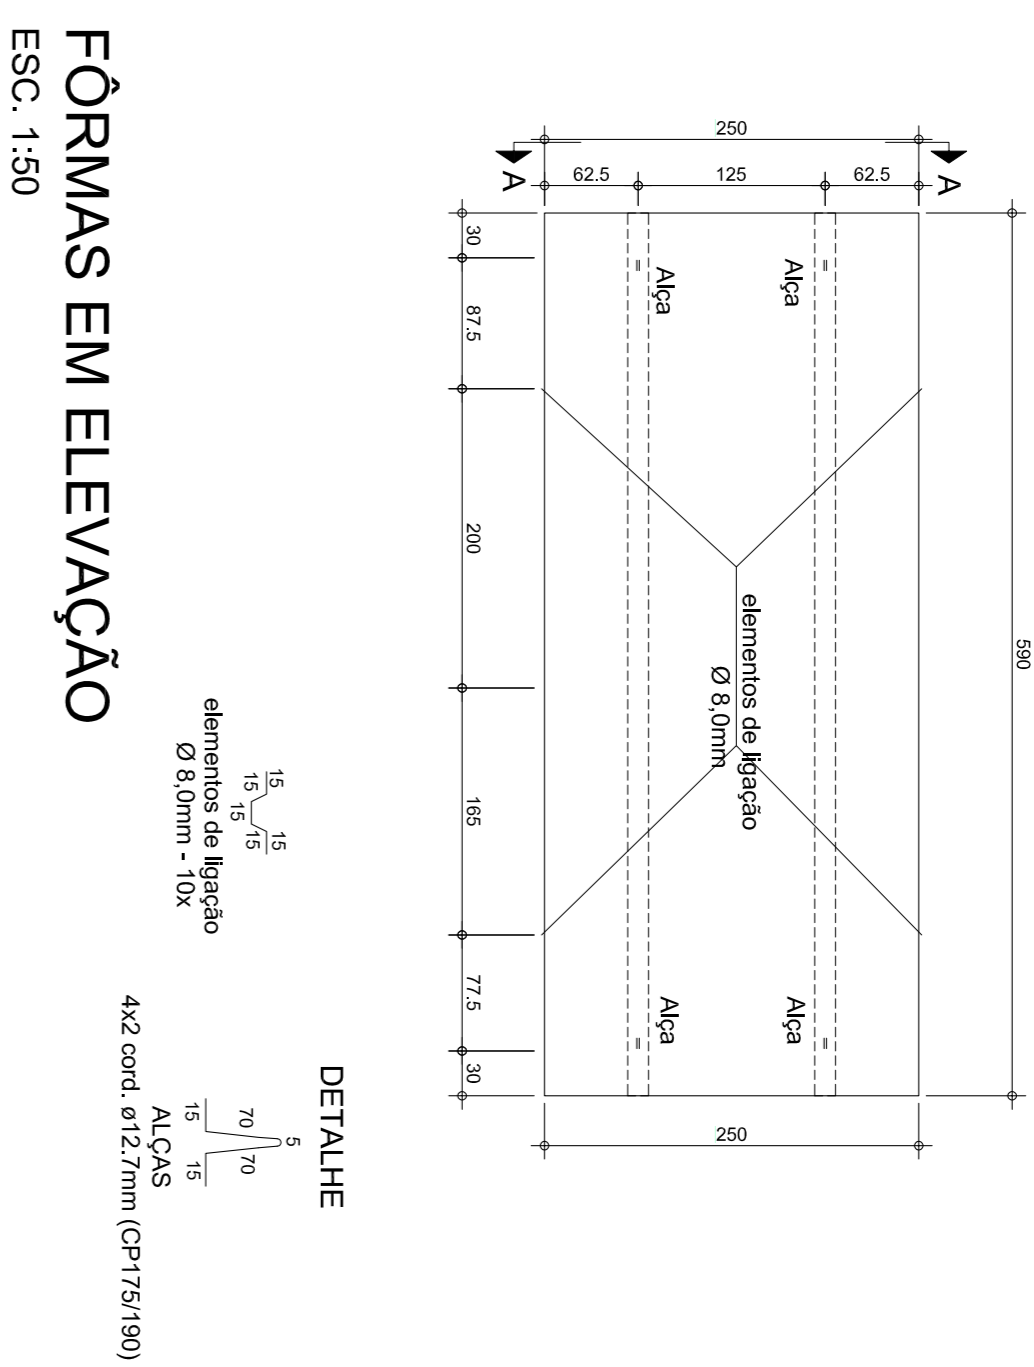 590
250
62.5 125 62.5
A A
Alça
Alça
Alça
Alça
elementos de ligação
Ø 8,0mm
250
30 87.5 200 165 77.5 30
DETALHE
15 15
15 15
15
elementos de ligação
Ø 8,0mm - 10x
5
70 70
15 15
ALÇAS
4x2 cord. ø12.7mm (CP175/190)
FÔRMAS EM ELEVAÇÃO
ESC. 1:50